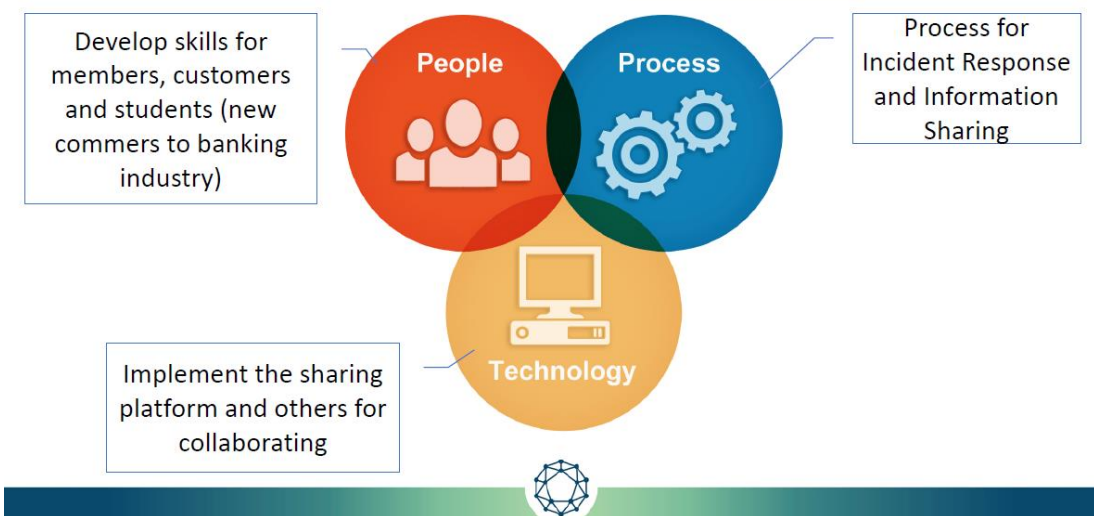 Develop skills for
members, customers
and students (new
commers to banking
industry)
People
Process
Process for
Incident Response
and Information
Sharing
Technology
Implement the sharing
platform and others for
collaborating